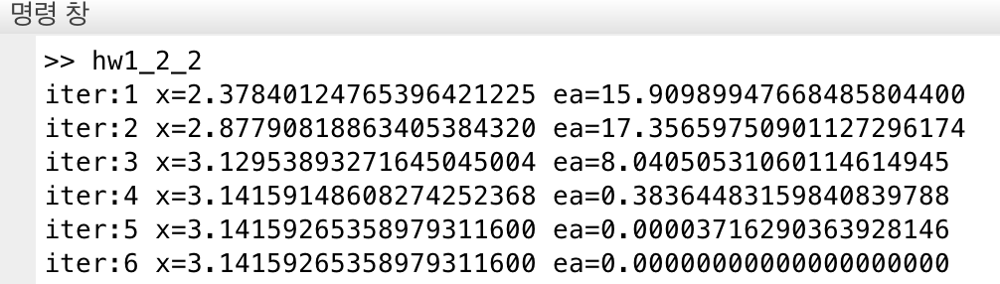 명령 창
>> hw1_2_2
iter:1 x=2.37840124765396421225 ea=15.90989947668485804400
iter:2 x=2.87790818863405384320 ea=17.35659750901127296174
iter:3 x=3.12953893271645045004 ea=8.04050531060114614945
iter:4 x=3.14159148608274252368 ea=0.38364483159840839788
iter:5 x=3.14159265358979311600 ea=0.00003716290363928146
iter:6 x=3.14159265358979311600 ea=0.00000000000000000000